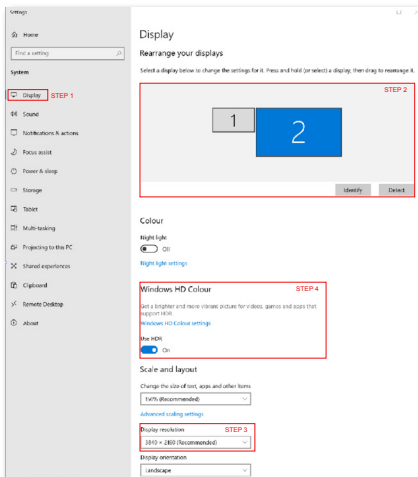 Settings
Home
Find a setting
System
Display
STEP 1
Sound
Notifications & actions
Focus assist
Power & sleep
Storage
Tablet
Multi-tasking
Projecting to this PC
Shared experiences
Clipboard
Remote Desktop
About
Display
Rearrange your displays
Select a display below to change the settings for it. Press and hold (or select) a display, then drag to rearrange it.
STEP 2
1
2
Identify
Detect
Colour
Night light
Off
Night light settings
Windows HD Colour
STEP 4
Get a brighter and more vibrant picture for videos, games and apps that
support HDR.
Windows HD Colour settings
Use HDR
On
Scale and layout
Change the size of text, apps and other items
150% (Recommended)
Advanced scaling settings
Display resolution
STEP 3
3840 × 2160 (Recommended)
Display orientation
Landscape